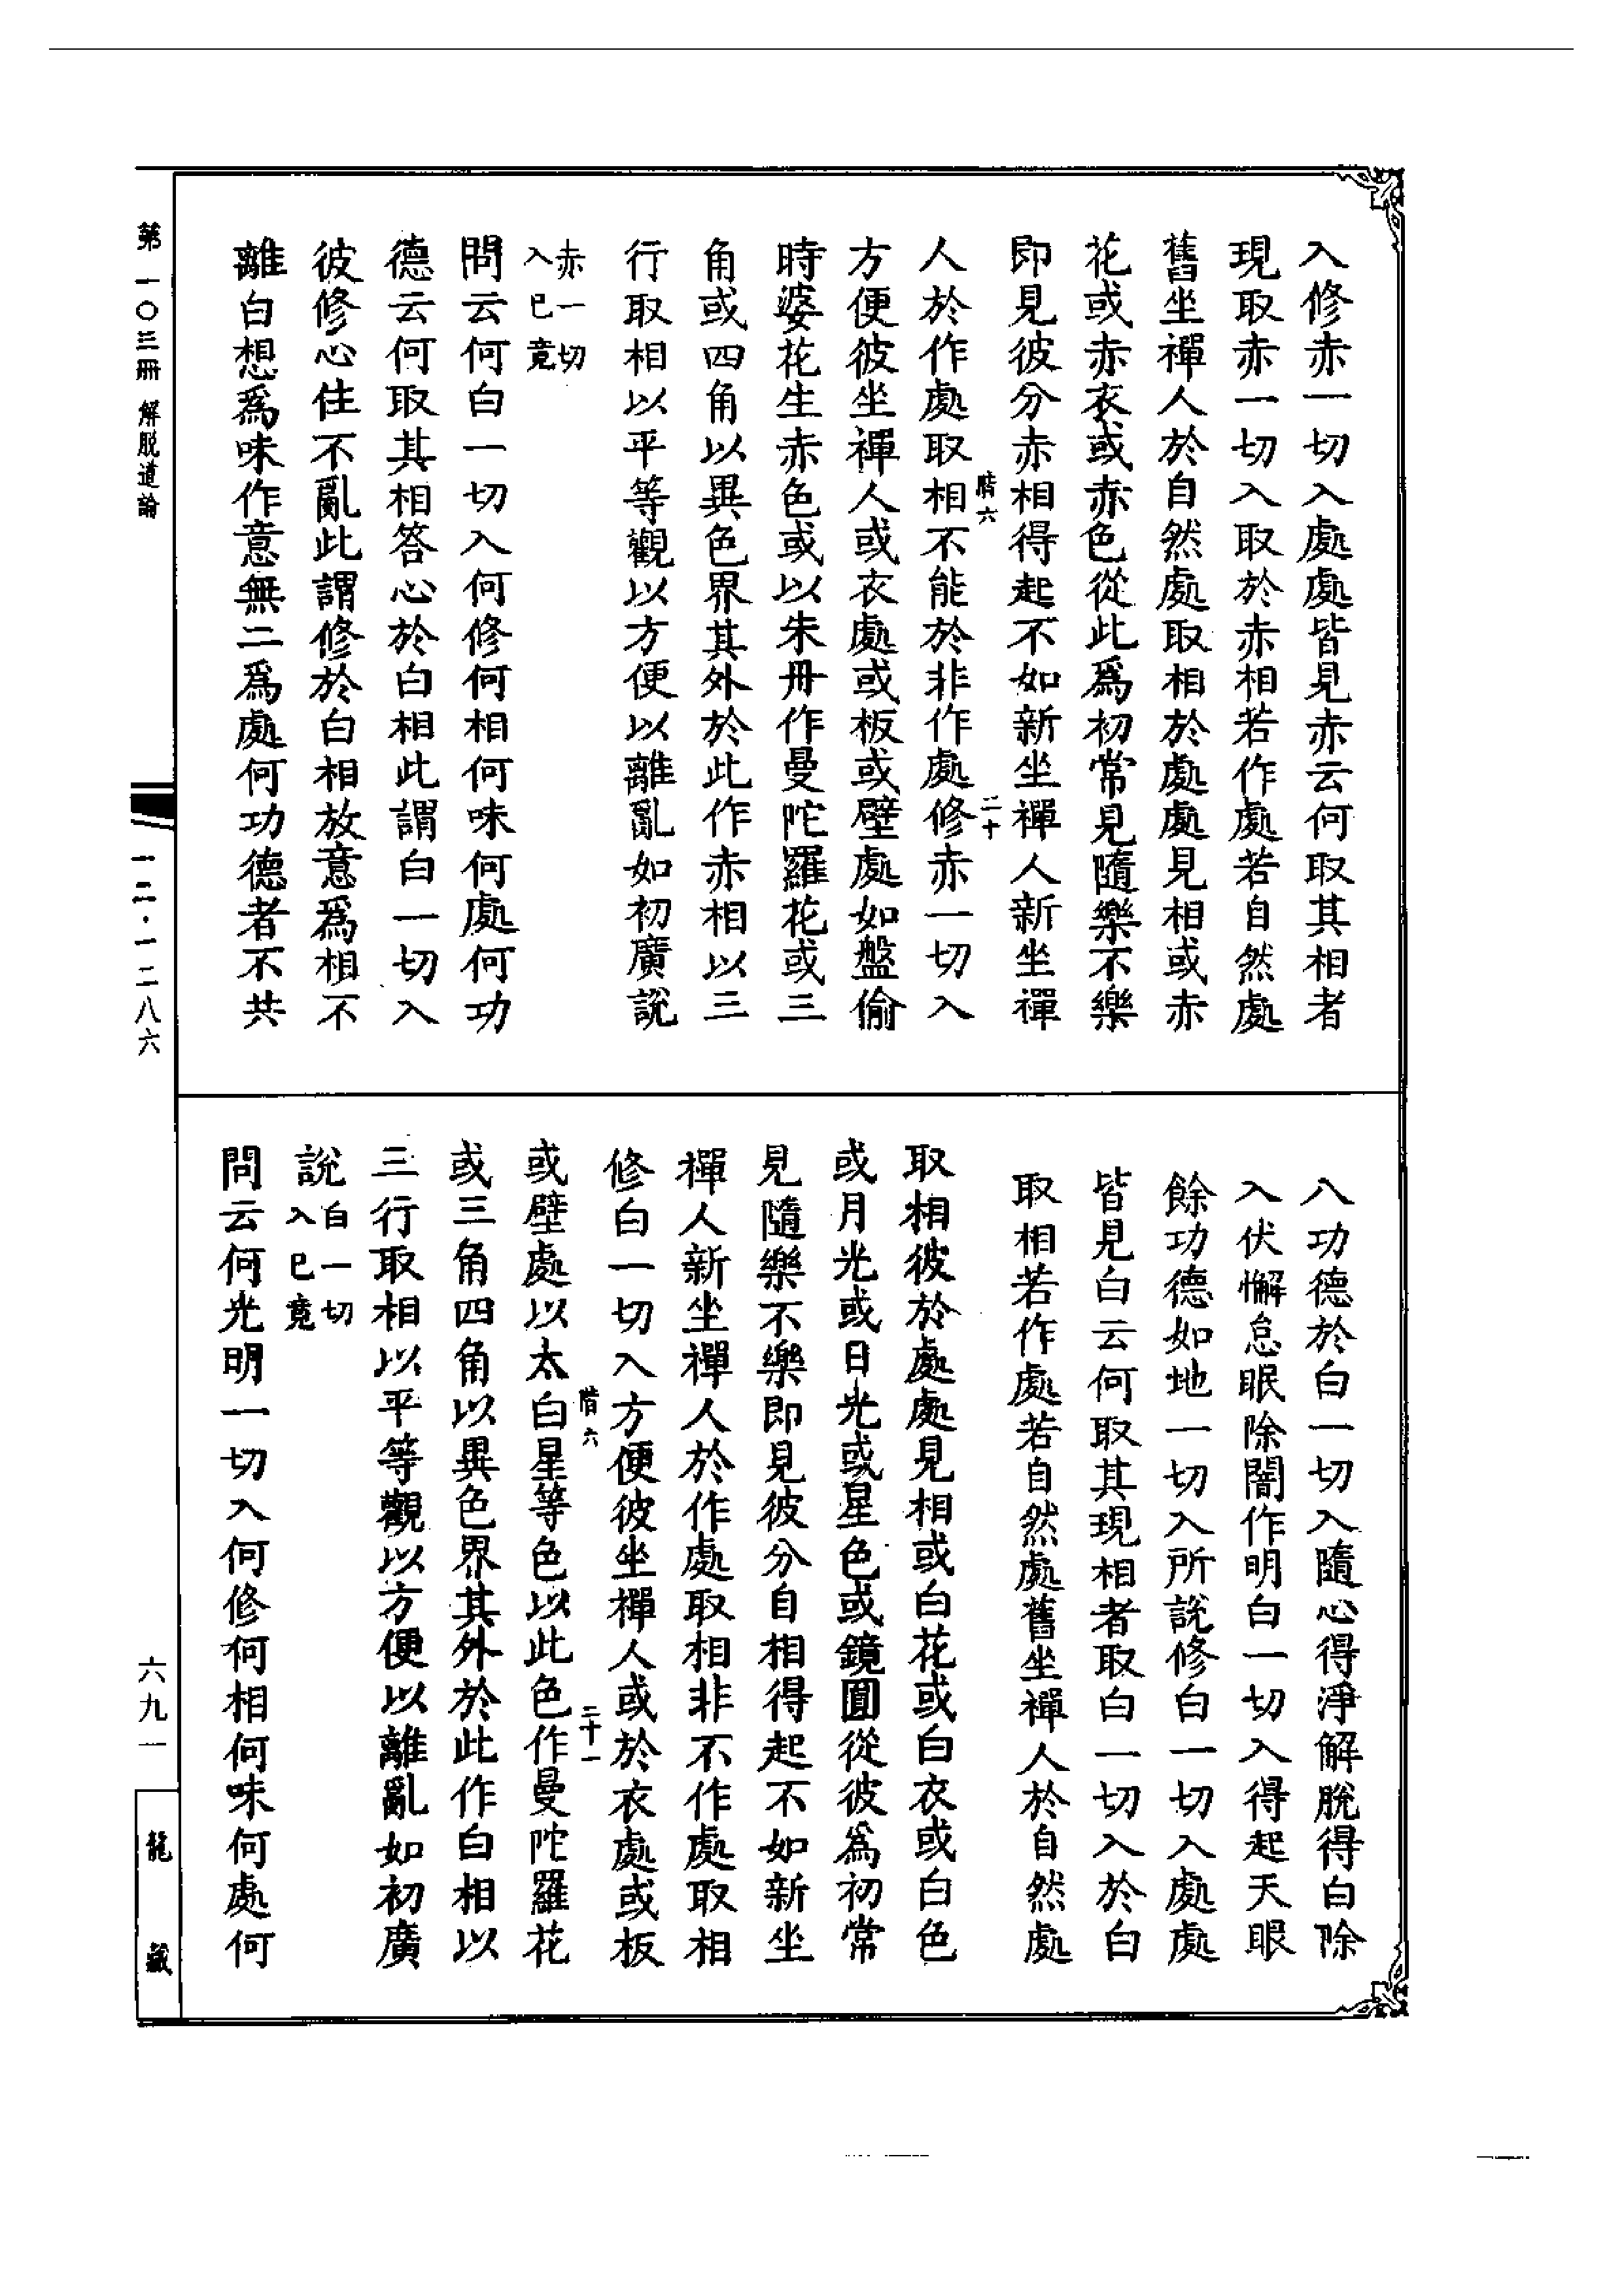 入修赤一切入處處皆見赤云何取其相者
現取赤一切入取於赤相若作處若自然處
舊坐禪人於自然處取相於處處見相或赤
花或赤衣或赤色從此為初常見隨樂不樂
即見彼分赤相得起不如新坐禪人新坐禪
階六
二十
人於作處取相不能於非作處修赤一切入
方便彼坐禪人或衣處或板或壁處如盤偷
時婆花生赤色或以朱丹作曼陀羅花或三
角或四角以異色界其外於此作赤相以三
行取相以平等觀以方便以離亂如初廣說
赤一切
入已竟
問云何白一切入何修何相何味何處何功
德云何取其相答心於白相此謂白一切入
彼修心住不亂此謂修於白相放意為相不
離白想為味作意無二為處何功德者不共
八功德於白一切入隨心得淨解脫得白除
入伏懈怠眠除闇作明白一切入得起天眼
餘功德如地一切入所說修白一切入處處
皆見白云何取其現相者取白一切入於白
取相若作處若自然處舊坐禪人於自然處
取相彼於處處見相或白花或白衣或白色
或月光或日光或星色或鏡圓從彼為初常
見隨樂不樂即見彼分自相得起不如新坐
禪人新坐禪人於作處取相非不作處取相
修白一切入方便彼坐禪人或於衣處或板
階六
二十一
或壁處以太白星等色以此色作曼陀羅花
或三角四角以異色界其外於此作白相以
三行取相以平等觀以方便以離亂如初廣
說白一切
入已竟
問云何光明一切入何修何相何味何處何
第一〇三冊 解脫道論
一二·一二八六
六九一
龍藏